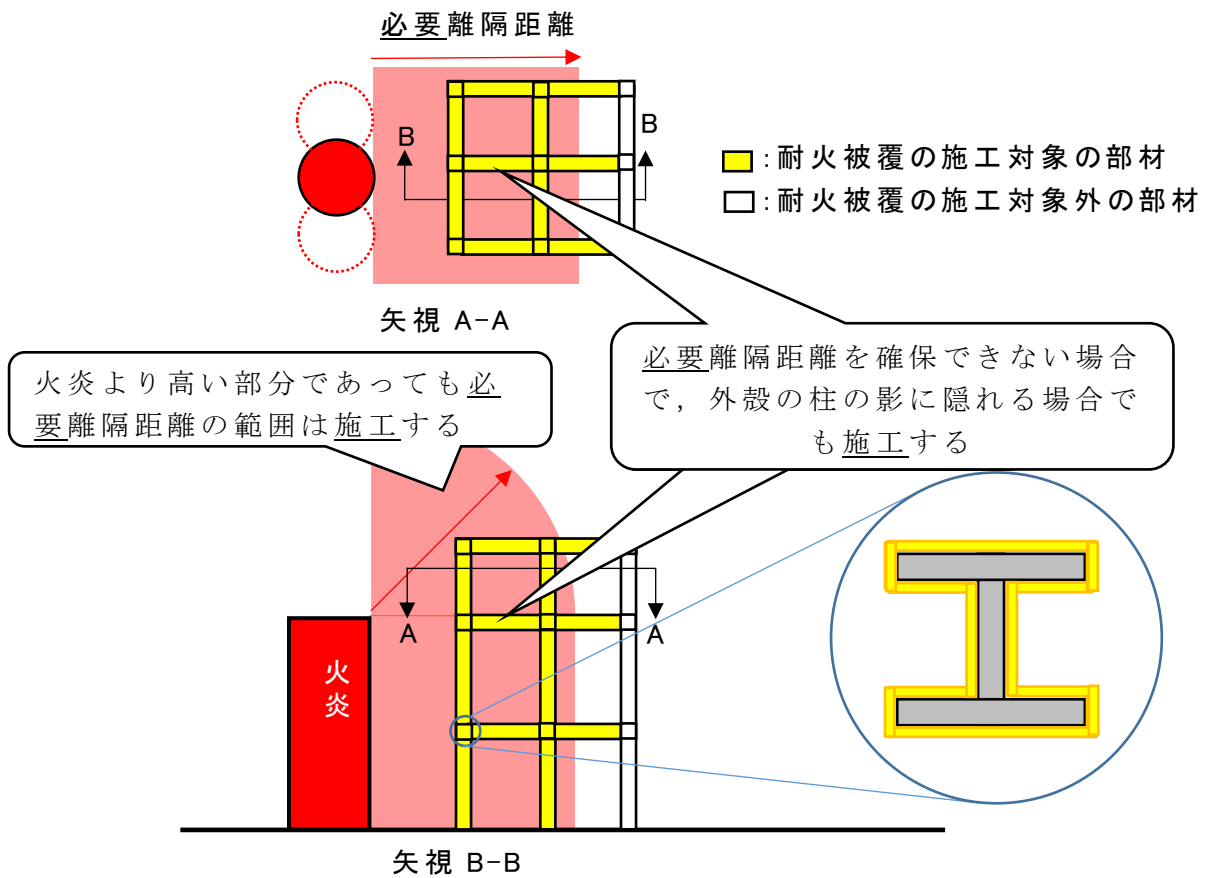 必要離隔距離
B
B
:耐火被覆の施工対象の部材
:耐火被覆の施工対象外の部材
矢視 A-A
火炎より高い部分であっても必
要離隔距離の範囲は施工する
必要離隔距離を確保できない場合
で，外殻の柱の影に隠れる場合で
も施工する
A
A
火炎
矢視 B-B